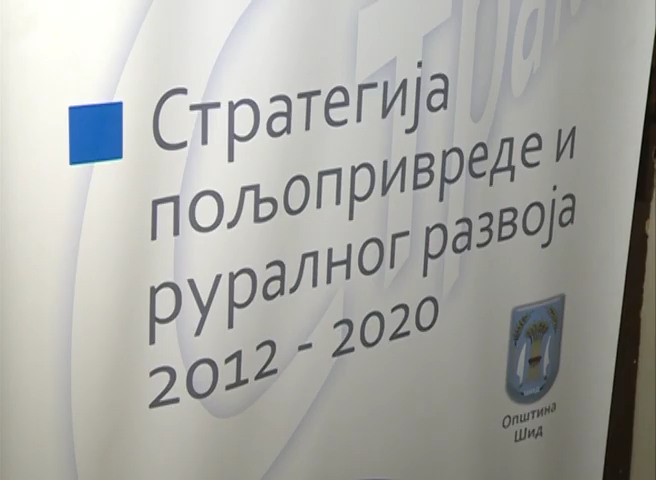 Стратегија
пољопривреде и
руралног развоја
2012 - 2020
Општина
Шид